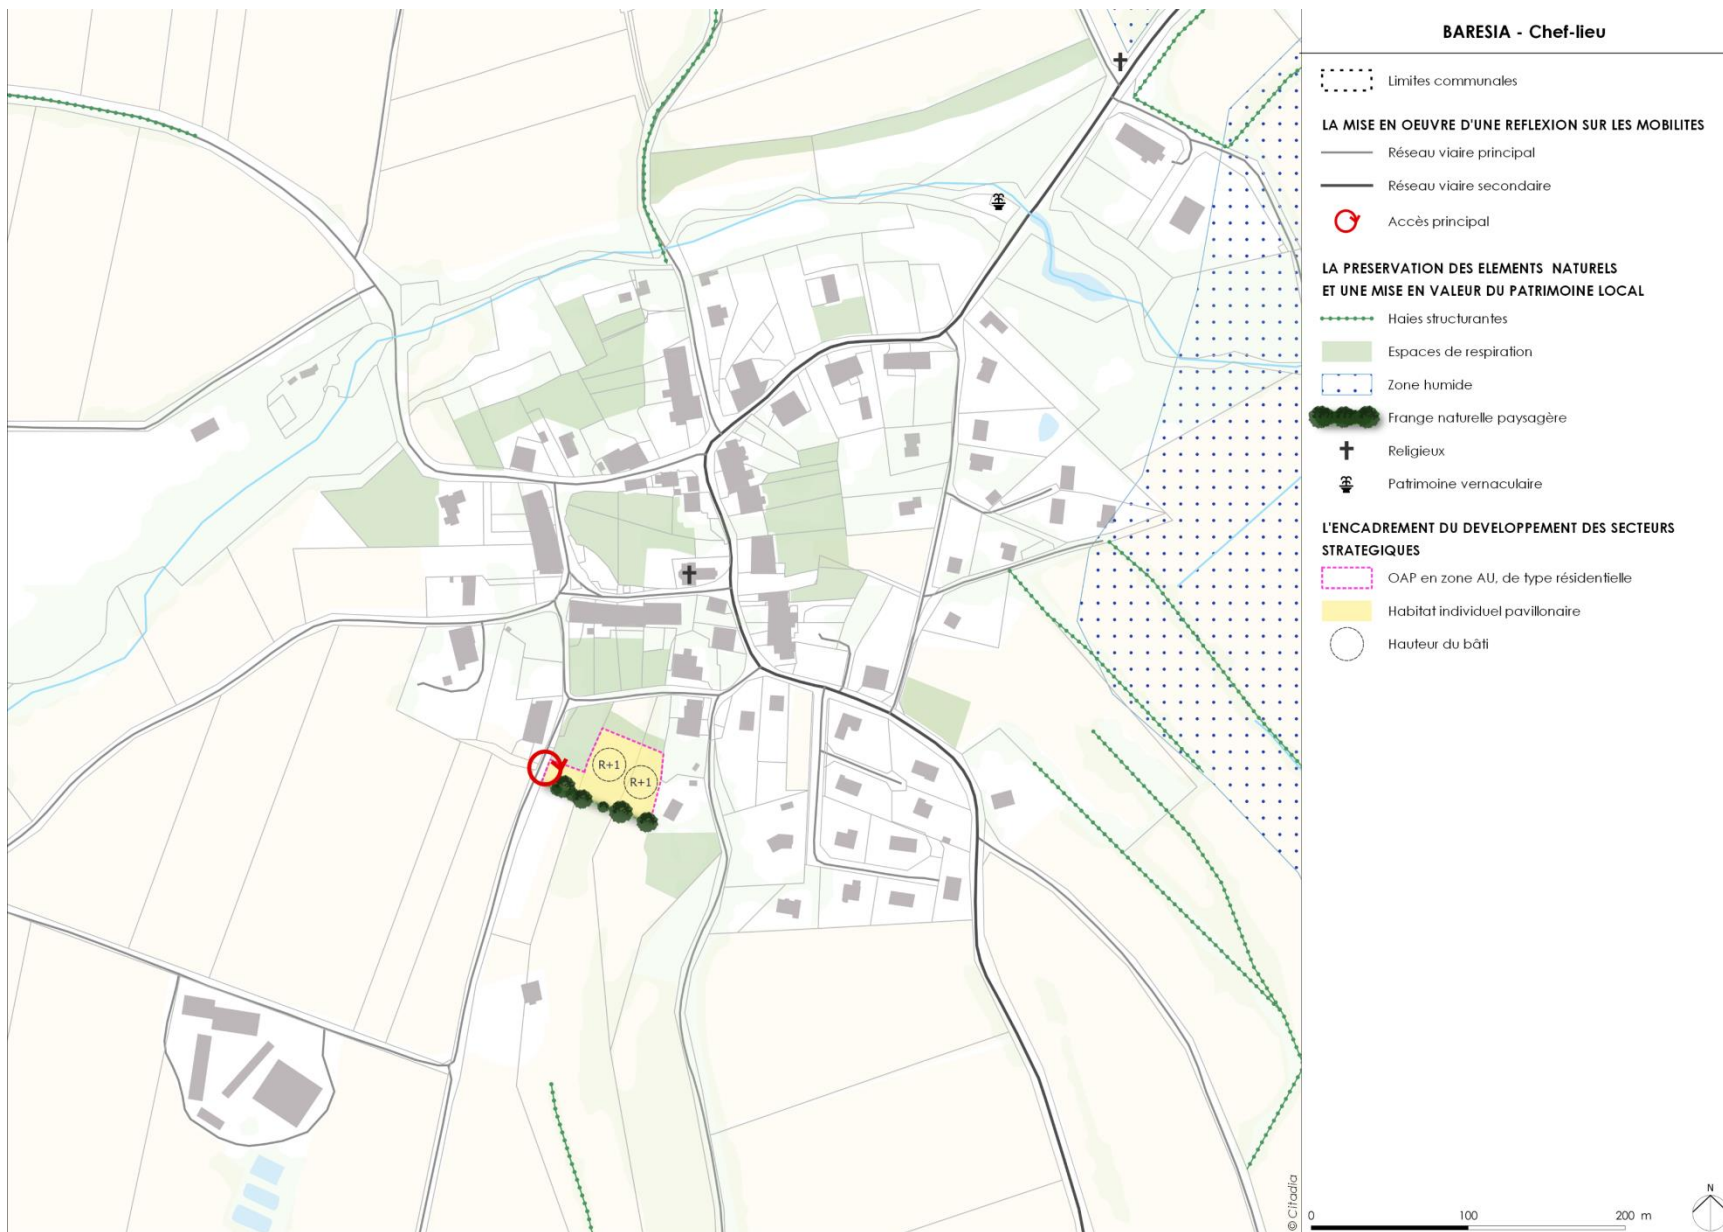 BARESIA - Chef-lieu
Limites communales
LA MISE EN OEUVRE D'UNE REFLEXION SUR LES MOBILITES
Réseau viaire principal
Réseau viaire secondaire
Accès principal
LA PRESERVATION DES ELEMENTS NATURELS
ET UNE MISE EN VALEUR DU PATRIMOINE LOCAL
Haies structurantes
Espaces de respiration
Zone humide
Frange naturelle paysagère
Religieux
Patrimoine vernaculaire
L'ENCADREMENT DU DEVELOPPEMENT DES SECTEURS
STRATEGIQUES
OAP en zone AU, de type résidentielle
Habitat individuel pavillonaire
Hauteur du bâti
R+1
R+1
© Citadia
N
0 100 200 m